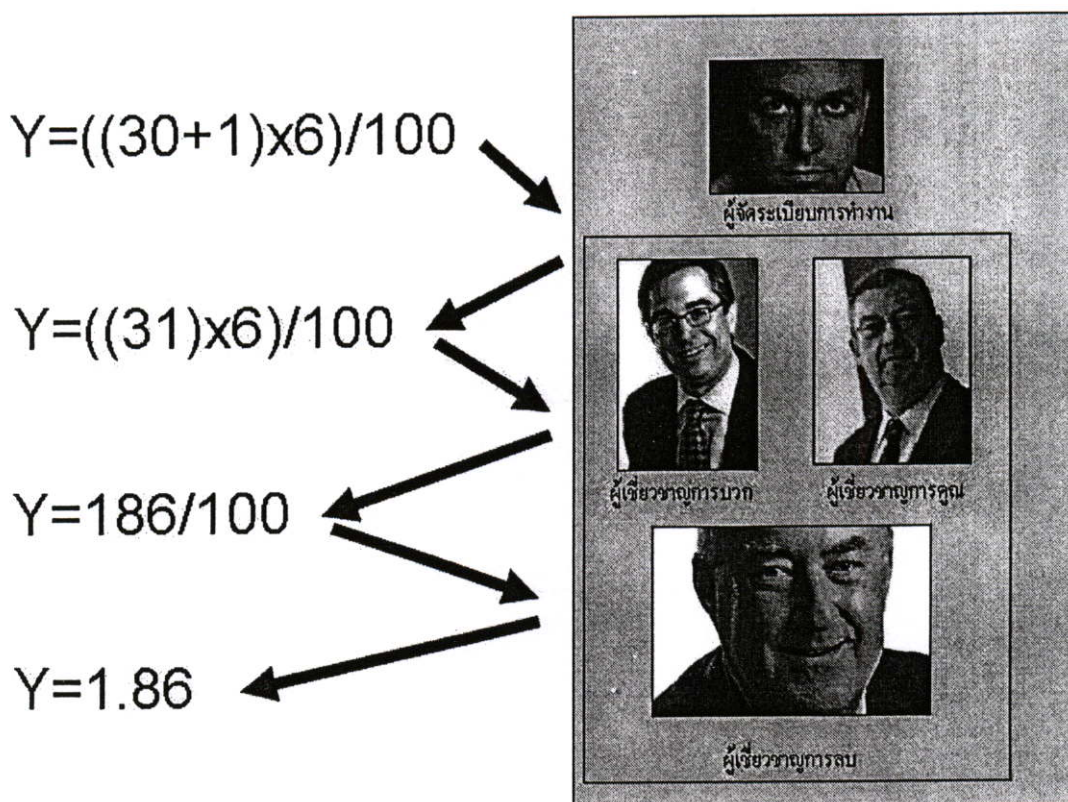 Y=((30+1)x6)/100
Y=((31)x6)/100
Y=186/100
Y=1.86
ผู้จัดระเบียบการทำงาน
ผู้เชี่ยวชาญการบวก
ผู้เชี่ยวชาญการคูณ
ผู้เชี่ยวชาญการลบ